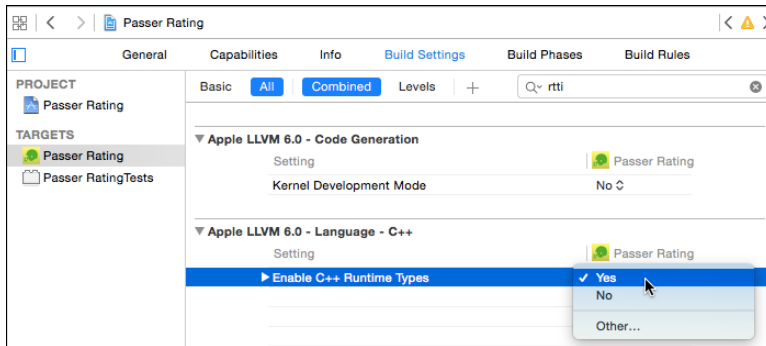 Passer Rating
General Capabilities Info Build Settings Build Phases Build Rules
PROJECT
Passer Rating
TARGETS
Passer Rating
Passer RatingTests
Basic All Combined Levels + rtti
Apple LLVM 6.0 - Code Generation
Setting Passer Rating
Kernel Development Mode No
Apple LLVM 6.0 - Language - C++
Setting Passer Rating
Enable C++ Runtime Types Yes
No
Other...